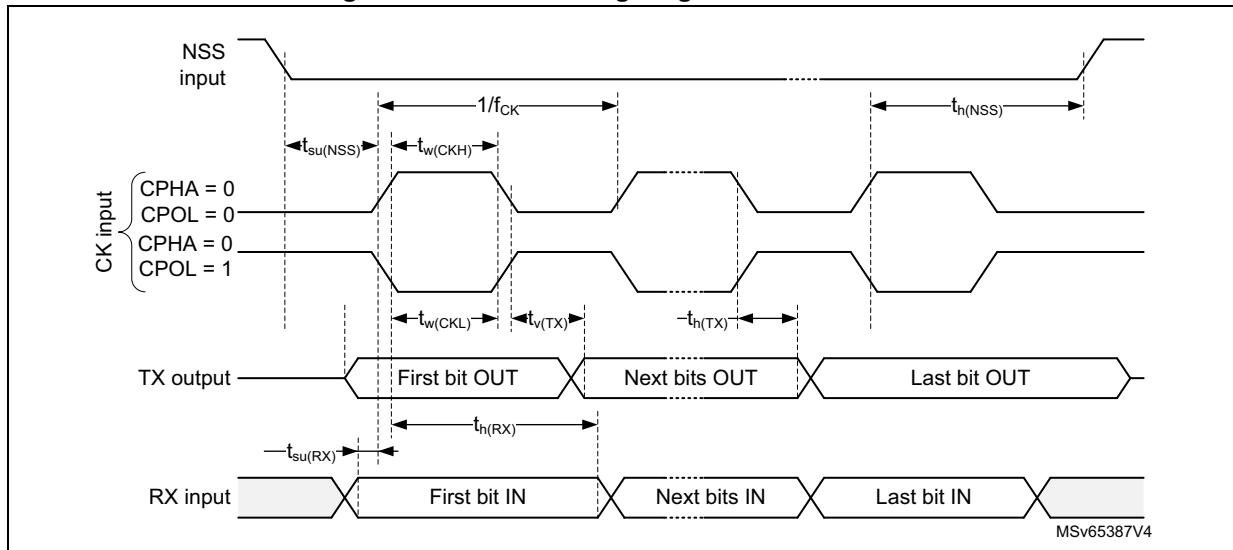 NSS
input
1/fCK
th(NSS)
tsu(NSS)
tw(CKH)
CK input
CPHA = 0
CPOL = 0
CPHA = 0
CPOL = 1
tw(CKL)
tv(TX)
th(TX)
TX output
First bit OUT
Next bits OUT
Last bit OUT
th(RX)
tsu(RX)
RX input
First bit IN
Next bits IN
Last bit IN
MSv65387V4